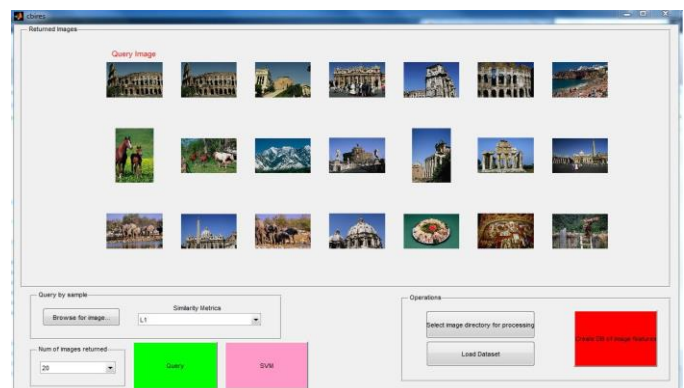 cbires
Returned Images
Query Image
Query by sample
Browse for image...
Similarity Metrics
L1
Num of images returned
20
Query
SVM
Operations
Select image directory for processing
Load Dataset
Create DB of image features